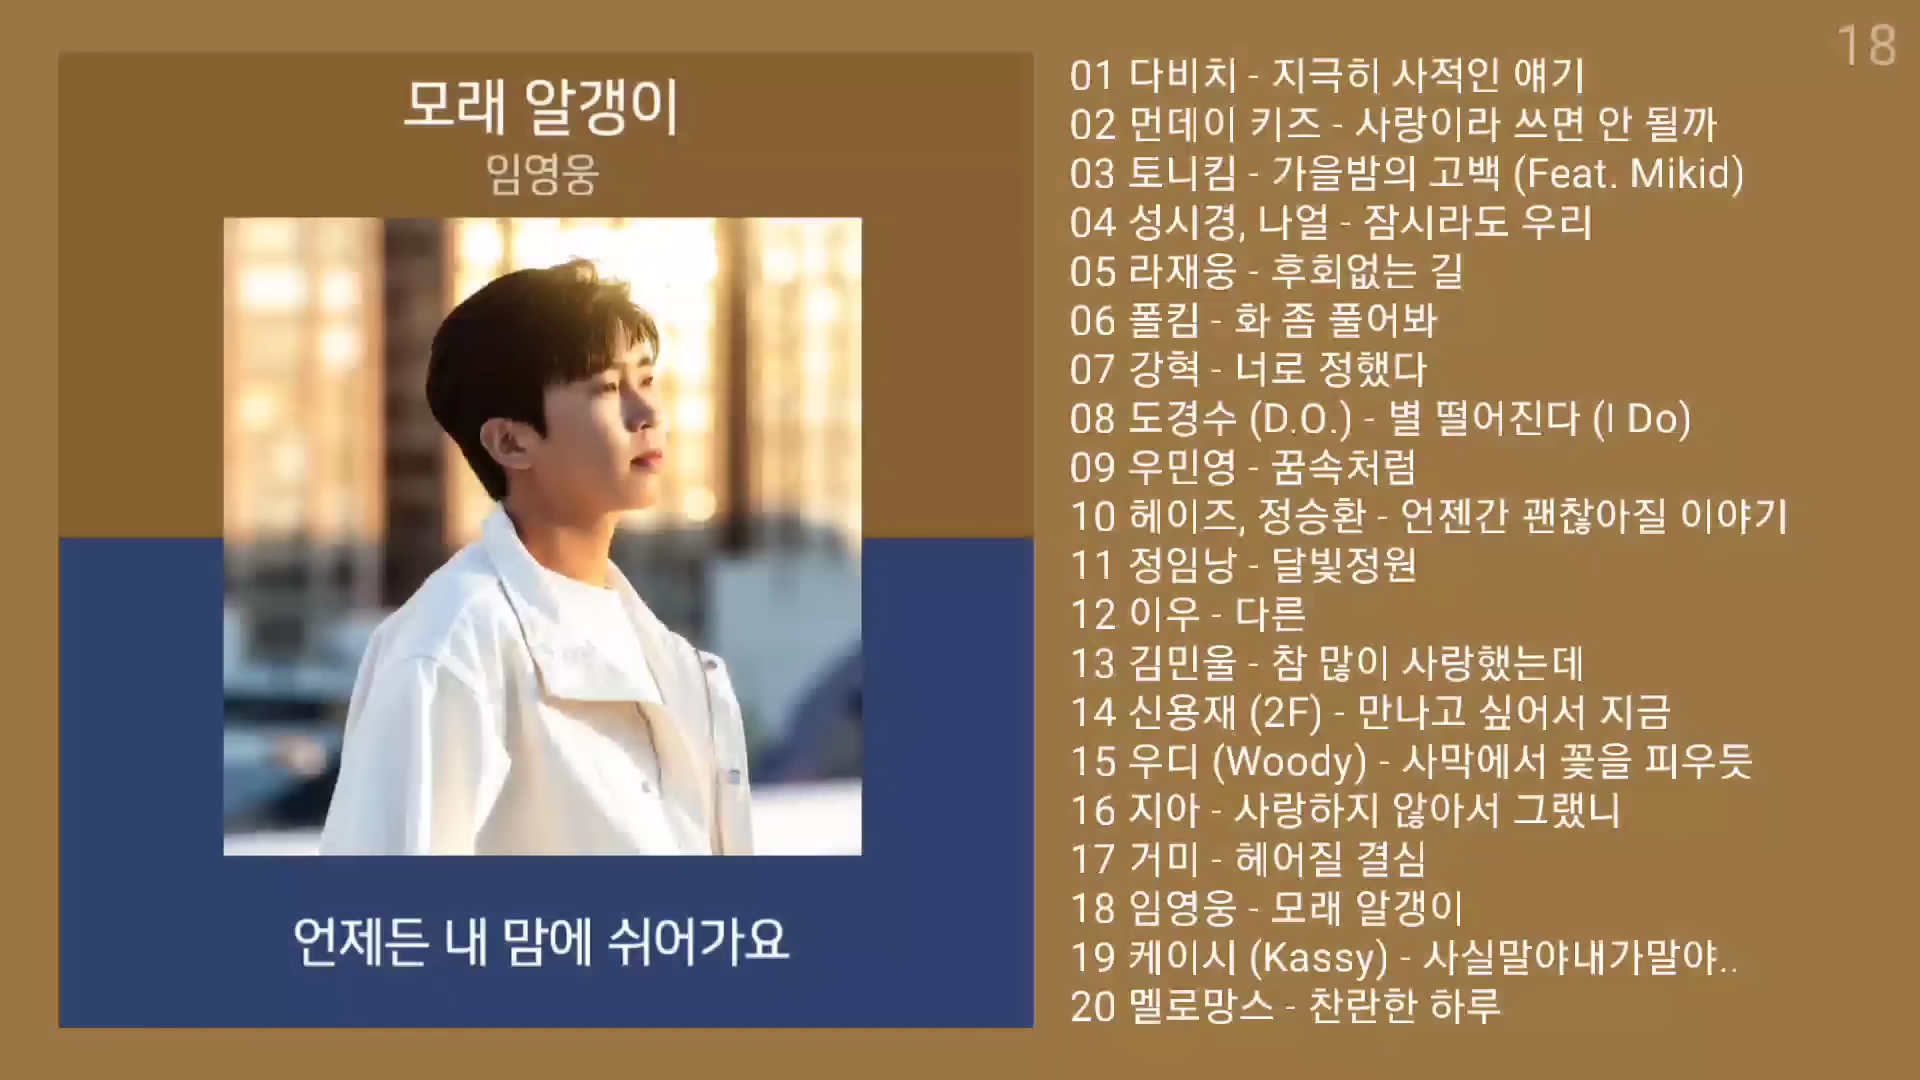 18
모래 알갱이
임영웅
언제든 내 맘에 쉬어가요
01 다비치 - 지극히 사적인 얘기
02 먼데이 키즈 - 사랑이라 쓰면 안 될까
03 토니킴 - 가을밤의 고백 (Feat. Mikid)
04 성시경, 나얼 - 잠시라도 우리
05 라재웅 - 후회없는 길
06 폴킴 - 화 좀 풀어봐
07 강혁 - 너로 정했다
08 도경수 (D.O.) - 별 떨어진다 (I Do)
09 우민영 - 꿈속처럼
10 헤이즈, 정승환 - 언젠간 괜찮아질 이야기
11 정임낭 - 달빛정원
12 이우 - 다른
13 김민울 - 참 많이 사랑했는데
14 신용재 (2F) - 만나고 싶어서 지금
15 우디 (Woody) - 사막에서 꽃을 피우듯
16 지아 - 사랑하지 않아서 그랬니
17 거미 - 헤어질 결심
18 임영웅 - 모래 알갱이
19 케이시 (Kassy) - 사실말야내가말야..
20 멜로망스 - 찬란한 하루